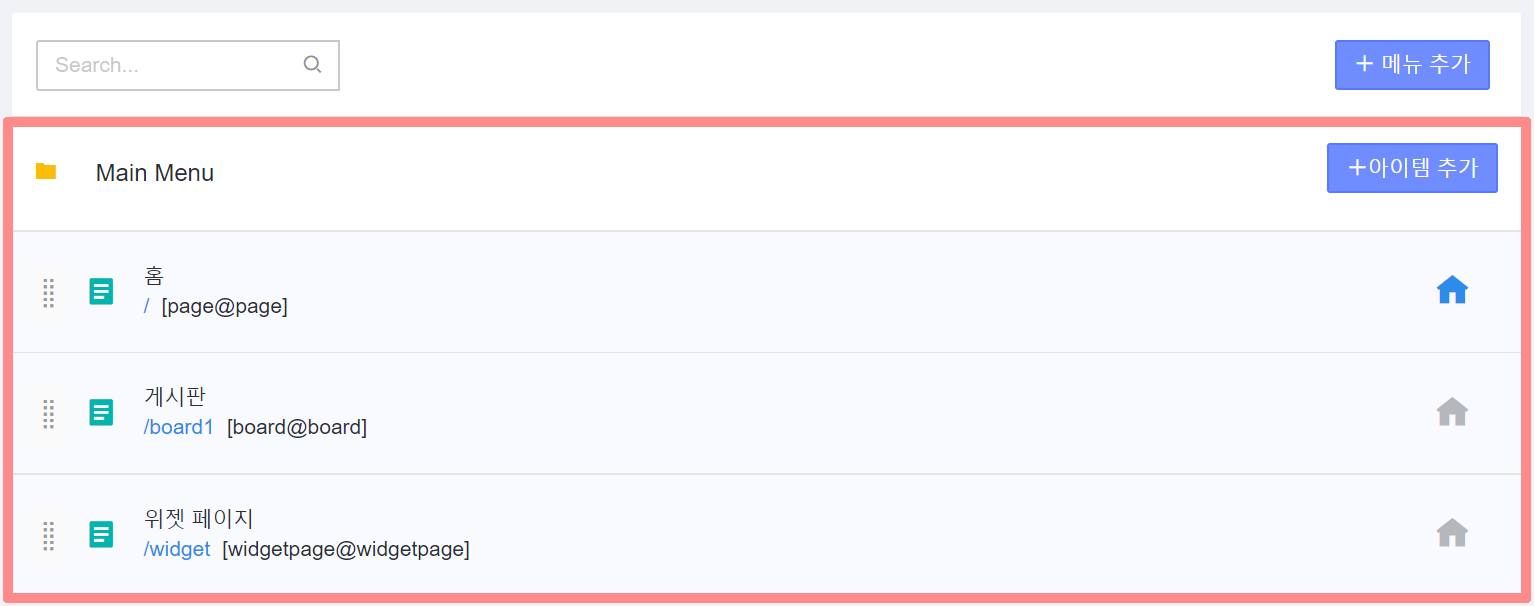 Search...
+ 메뉴 추가
Main Menu
+아이템 추가
홈
/ [page@page]
게시판
/board1 [board@board]
위젯 페이지
/widget [widgetpage@widgetpage]